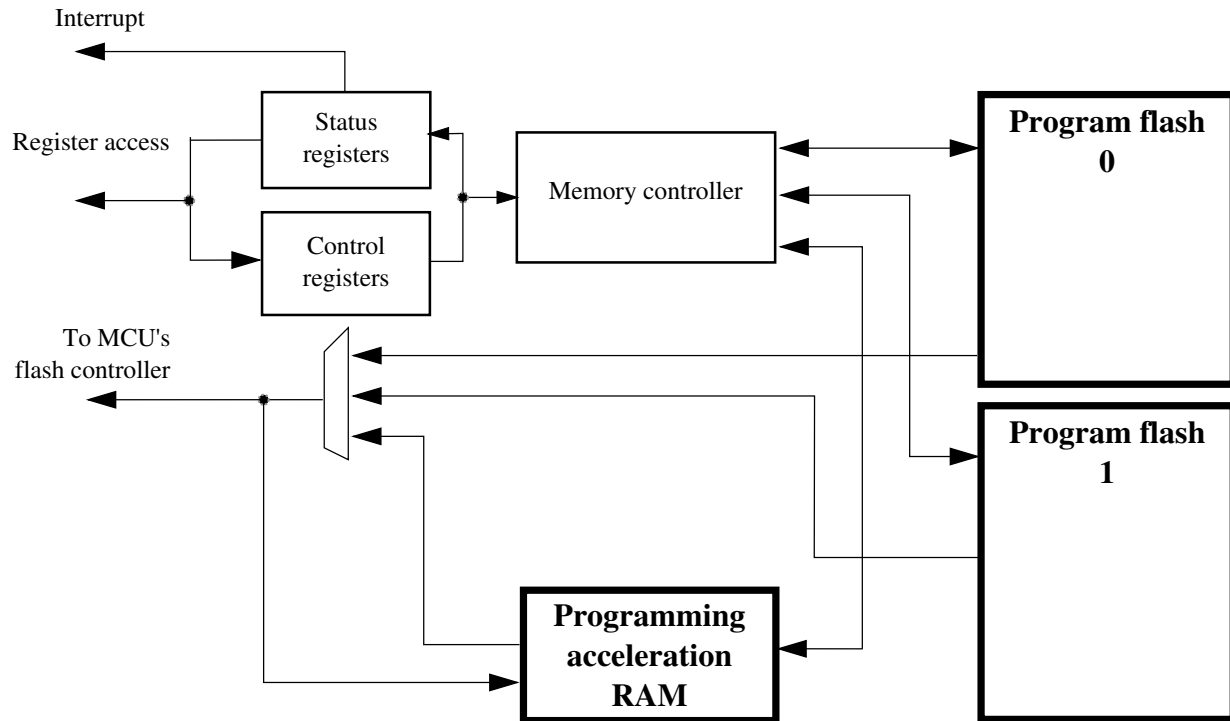 Interrupt
Register access
Status
registers
Control
registers
Memory controller
Program flash
0
To MCU's
flash controller
Program flash
1
Programming
acceleration
RAM